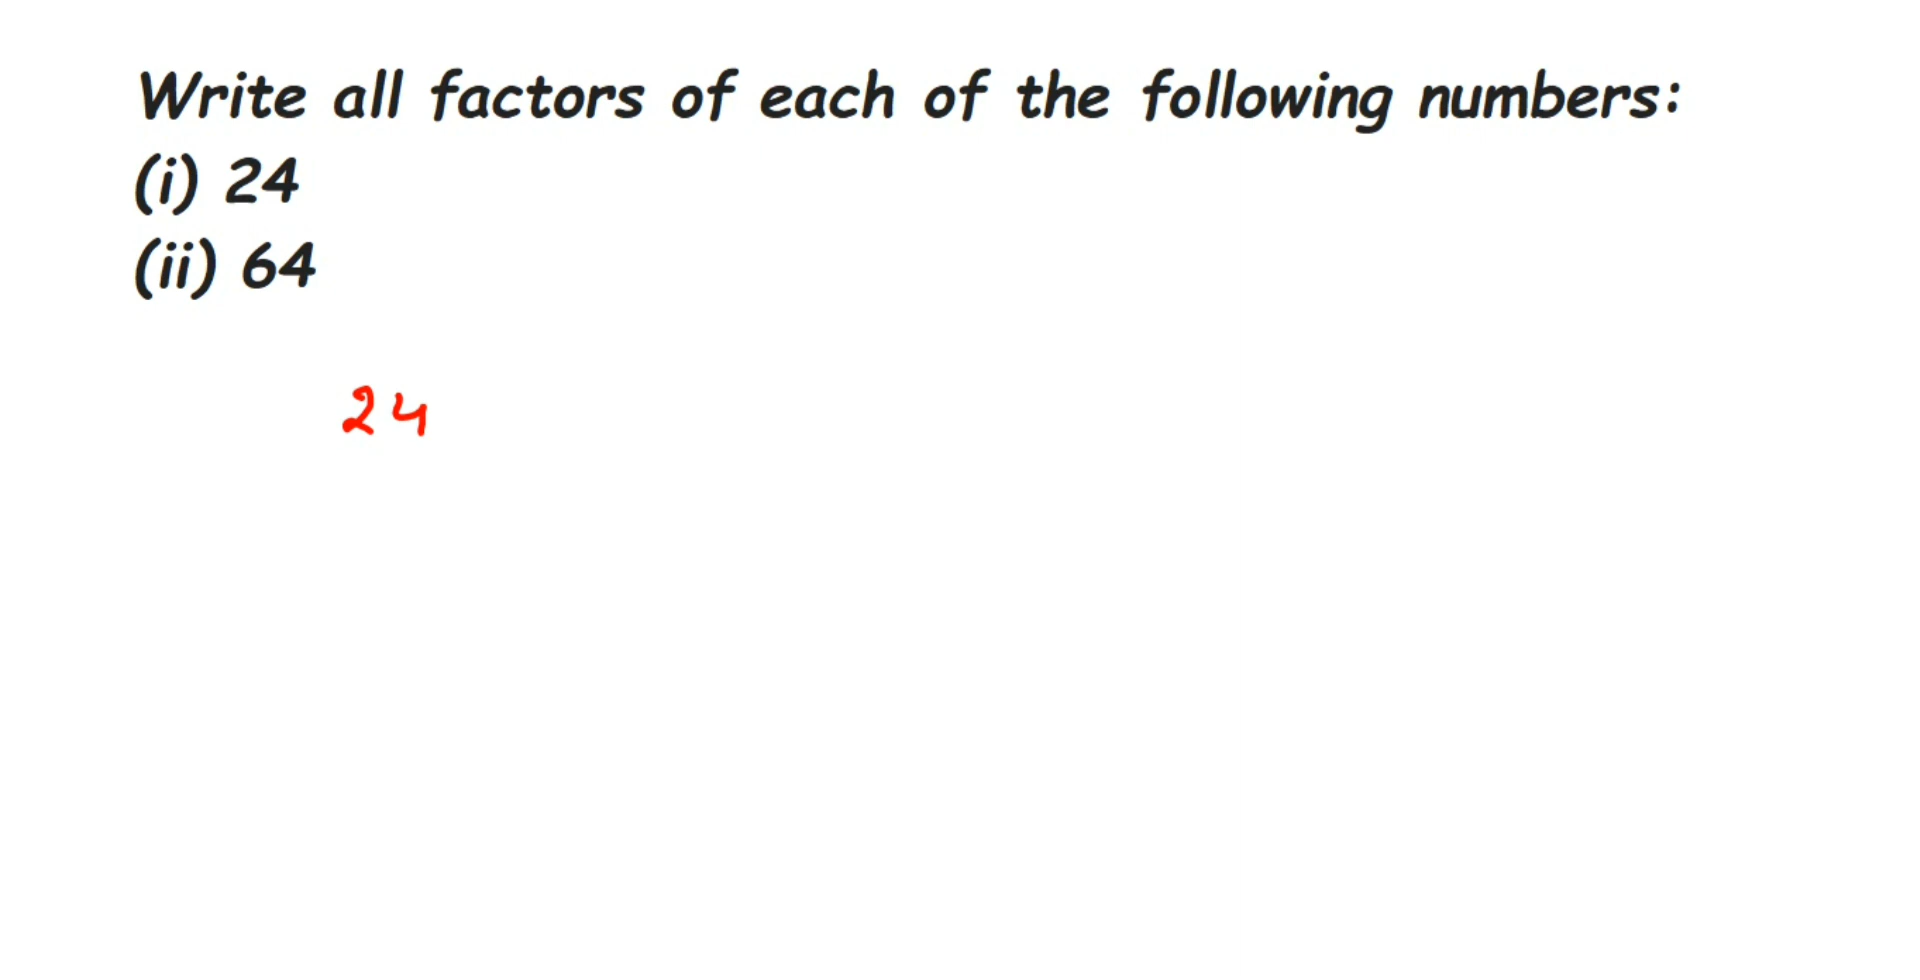 Write all factors of each of the following numbers:
(i) 24
(ii) 64
24